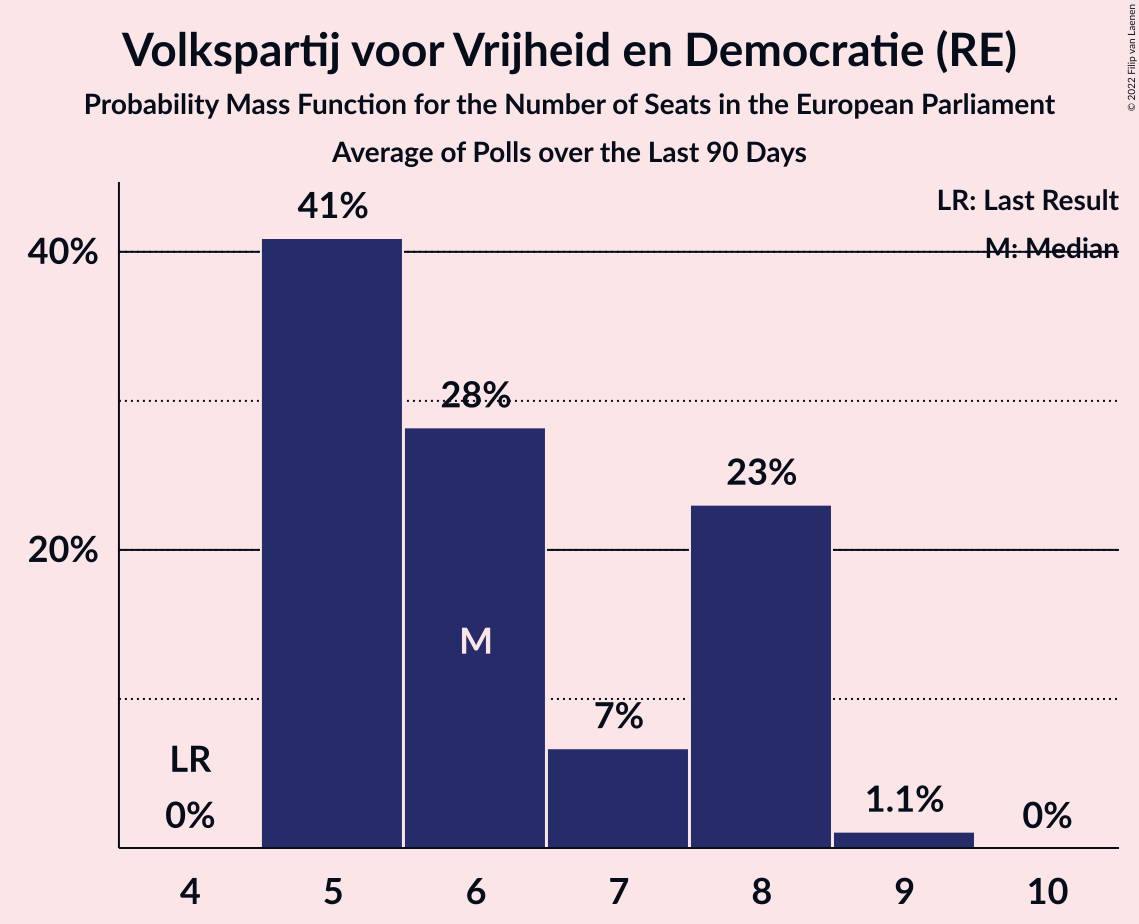 Volkspartij voor Vrijheid en Democratie (RE)
Probability Mass Function for the Number of Seats in the European Parliament
Average of Polls over the Last 90 Days
© 2022 Filip van Laenen
LR: Last Result
M: Median
41%
40%
28%
23%
20%
M
7%
LR
1.1%
0%
0%
4 5 6 7 8 9 10